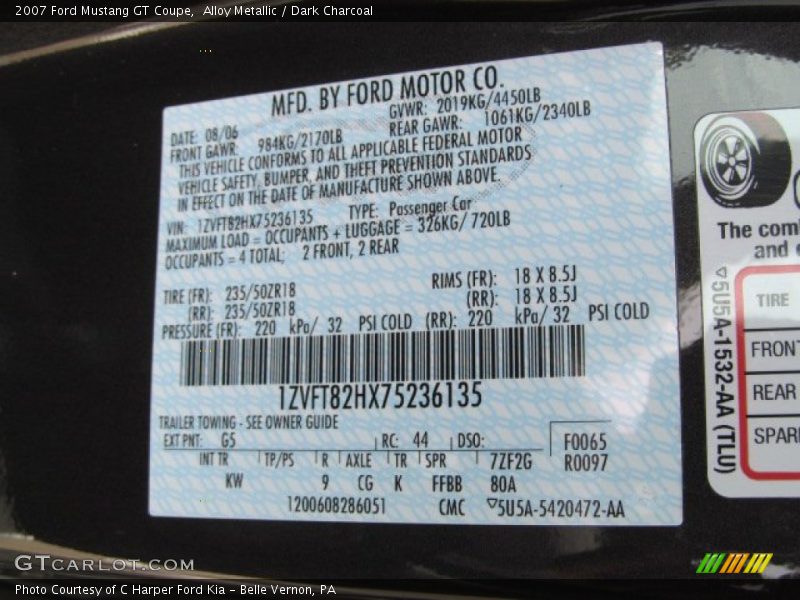 2007 Ford Mustang GT Coupe,  Alloy Metallic / Dark Charcoal
MFD. BY FORD MOTOR CO.
DATE: 08/06 GVWR: 2019KG/4450LB
FRONT GAWR: 984KG/2170LB REAR GAWR: 1061KG/2340LB
THIS VEHICLE CONFORMS TO ALL APPLICABLE FEDERAL MOTOR
VEHICLE SAFETY, BUMPER, AND THEFT PREVENTION STANDARDS
IN EFFECT ON THE DATE OF MANUFACTURE SHOWN ABOVE.
VIN: 1ZVFT82HX75236135 TYPE: Passenger Car
MAXIMUM LOAD = OCCUPANTS + LUGGAGE = 326KG/ 720LB
OCCUPANTS = 4 TOTAL; 2 FRONT, 2 REAR
TIRE (FR): 235/50ZR18 RIMS (FR): 18 X 8.5J
(RR): 235/50ZR18 (RR): 18 X 8.5J
PRESSURE (FR): 220 kPa/ 32 PSI COLD (RR): 220 kPa/ 32 PSI COLD
1ZVFT82HX75236135
TRAILER TOWING - SEE OWNER GUIDE
EXT PNT: G5 RC: 44 DSO: F0065
INT TR TP/PS R AXLE TR SPR 7ZF2G R0097
KW 9 CG K FFBB 80A
1200608286051 CMC 5U5A-5420472-AA
The com
and
5U5A-1532-AA (TLU)
TIRE
FRONT
REAR
SPAR
GTCARLOT.COM
Photo Courtesy of C Harper Ford Kia – Belle Vernon, PA